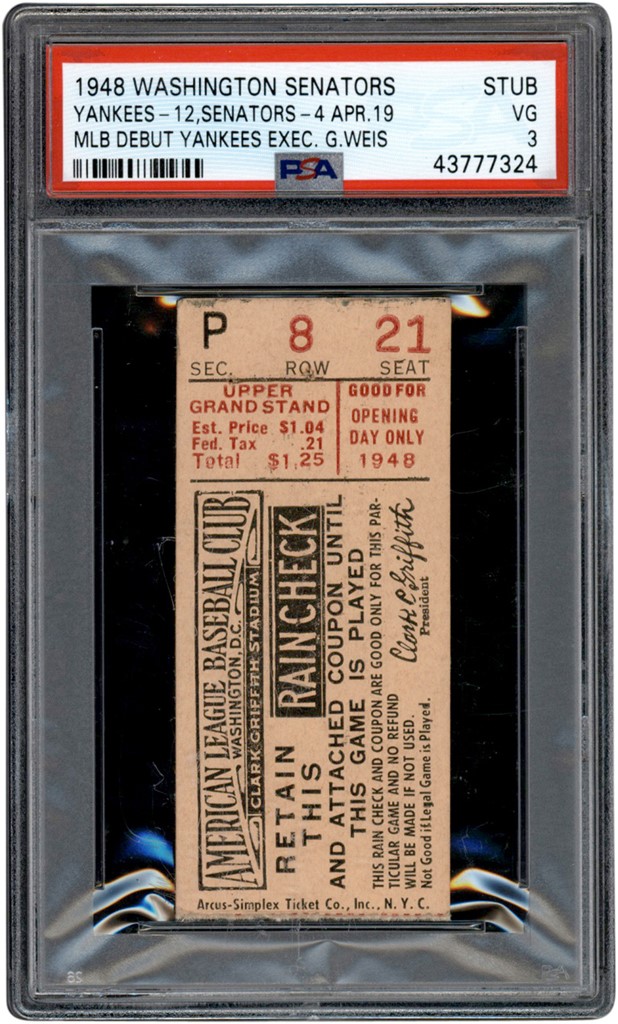 1948 WASHINGTON SENATORS STUB
YANKEES-12,SENATORS-4 APR.19 VG
MLB DEBUT YANKEES EXEC. G.WEIS 3
PSA 43777324
P 8 21
SEC. ROW SEAT
UPPER
GRANDSTAND
Est. Price $1.04
Fed. Tax .21
Total $1.25
GOOD FOR
OPENING
DAY ONLY
1948
AMERICAN LEAGUE BASEBALL CLUB
WASHINGTON, D.C.
CLARK GRIFFITH STADIUM
RETAIN
THIS RAIN CHECK
AND ATTACHED COUPON UNTIL
THIS GAME IS PLAYED
THIS RAIN CHECK AND COUPON ARE GOOD ONLY FOR THIS PAR-
TICULAR GAME AND NO REFUND
WILL BE MADE IF NOT USED.
Not Good if Legal Game is Played.
Clark C Griffith
President
Arcus-Simplex Ticket Co., Inc., N. Y. C.
PSA